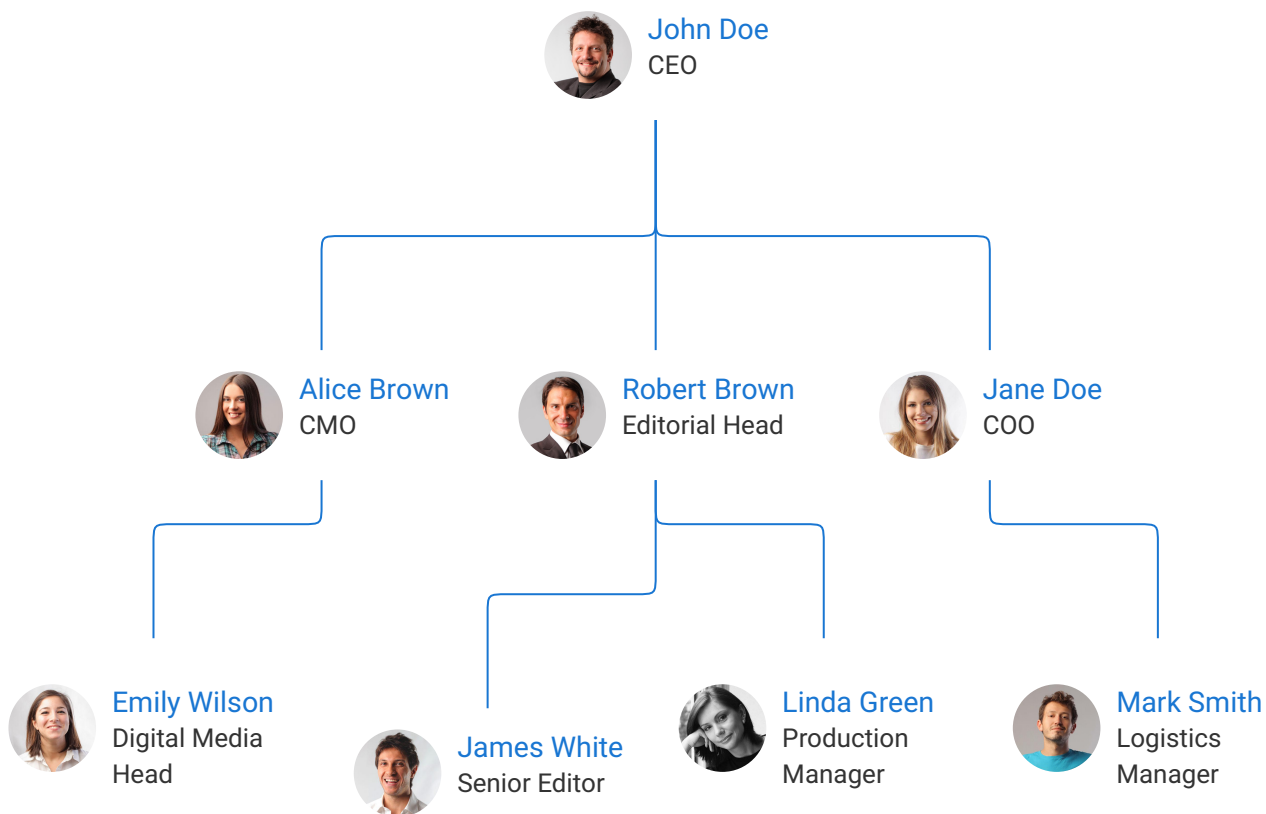 John Doe
CEO
Alice Brown
CMO
Robert Brown
Editorial Head
Jane Doe
COO
Emily Wilson
Digital Media
Head
James White
Senior Editor
Linda Green
Production
Manager
Mark Smith
Logistics
Manager